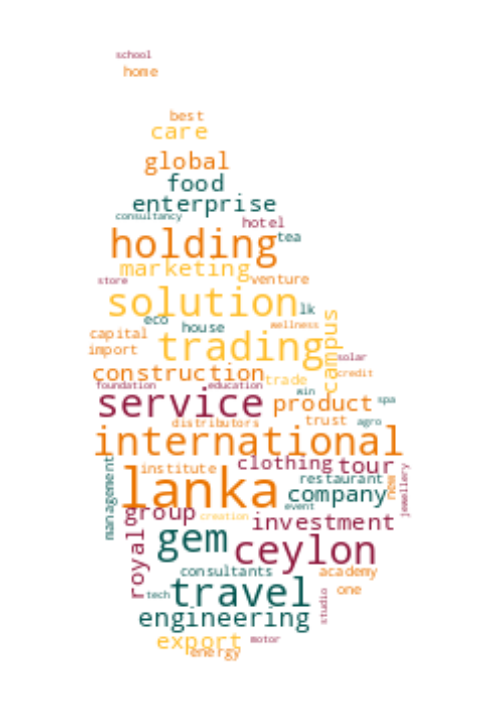 school
home
best
care
global
food
enterprise
consultancy
hotel
holding
tea
marketing
store
venture
solution
lk
eco
house
wellness
capital
campus
trading
import
solar
construction
credit
trade
foundation
education
win
service
product
spa
distributors
trust
agro
international
clothing
tour
institute
management
lanka
restaurant
new
jewellery
company
group
event
creation
investment
royal
gem
ceylon
consultants
academy
tech
travel
one
studio
engineering
export
motor
energy